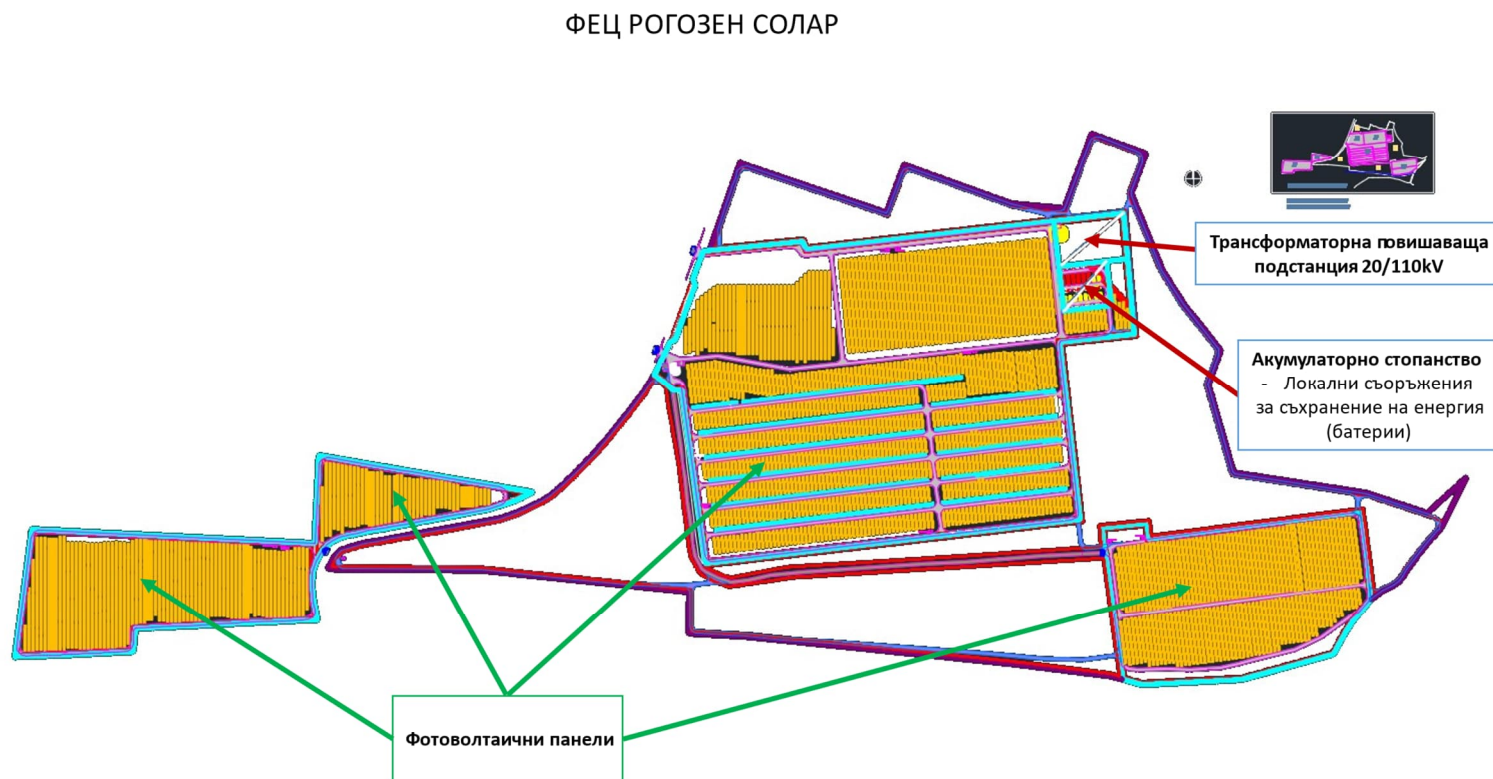 ФЕЦ РОГОЗЕН СОЛАР
Трансформаторна повишаваща
подстанция 20/110kV
Акумулаторно стопанство
- Локални съоръжения
за съхранение на енергия
(батерии)
Фотоволтаични панели